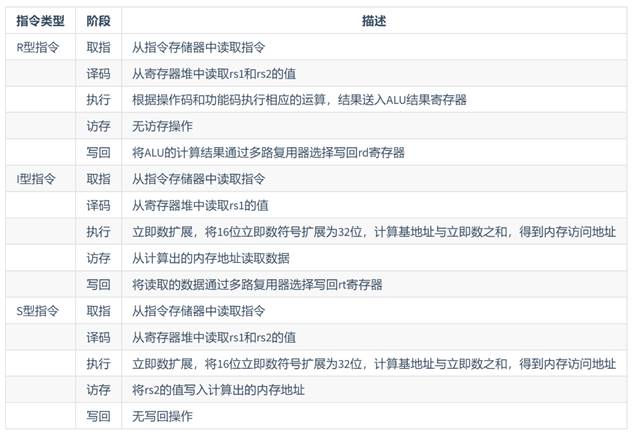 指令类型 阶段 描述
R型指令 取指 从指令存储器中读取指令
译码 从寄存器堆中读取rs1和rs2的值
执行 根据操作码和功能码执行相应的运算，结果送入ALU结果寄存器
访存 无访存操作
写回 将ALU的计算结果通过多路复用器选择写回rd寄存器
I型指令 取指 从指令存储器中读取指令
译码 从寄存器堆中读取rs1的值
执行 立即数扩展，将16位立即数符号扩展为32位，计算基地址与立即数之和，得到内存访问地址
访存 从计算出的内存地址读取数据
写回 将读取的数据通过多路复用器选择写回rt寄存器
S型指令 取指 从指令存储器中读取指令
译码 从寄存器堆中读取rs1和rs2的值
执行 立即数扩展，将16位立即数符号扩展为32位，计算基地址与立即数之和，得到内存访问地址
访存 将rs2的值写入计算出的内存地址
写回 无写回操作